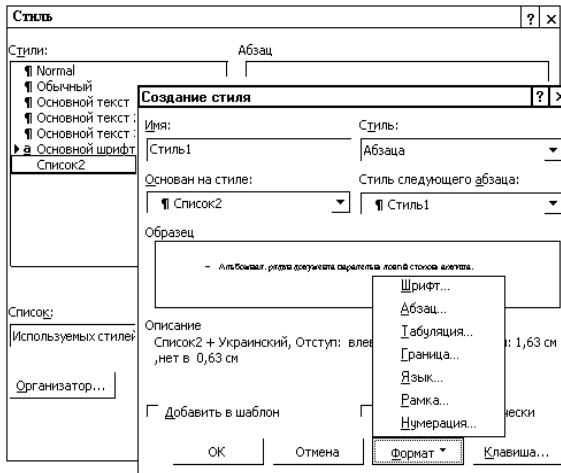 Стиль
Стили:
Абзац
¶ Normal
¶ Обычный
¶ Основной текст
¶ Основной текст 2
¶ Основной текст 3
a Основной шрифт
Список2
Создание стиля
Имя:
Стиль:
Стиль1
Абзаца
Основан на стиле:
Стиль следующего абзаца:
¶ Список2
¶ Стиль1
Образец
Шрифт...
Абзац...
Табуляция...
Граница...
Язык...
Рамка...
Нумерация...
Список:
Используемых стилей
Организатор...
Описание
Список2 + Украинский, Отступ: влев : 1,63 см
,нет в 0,63 см
Добавить в шаблон
чески
OK
Отмена
Формат
Клавиша...